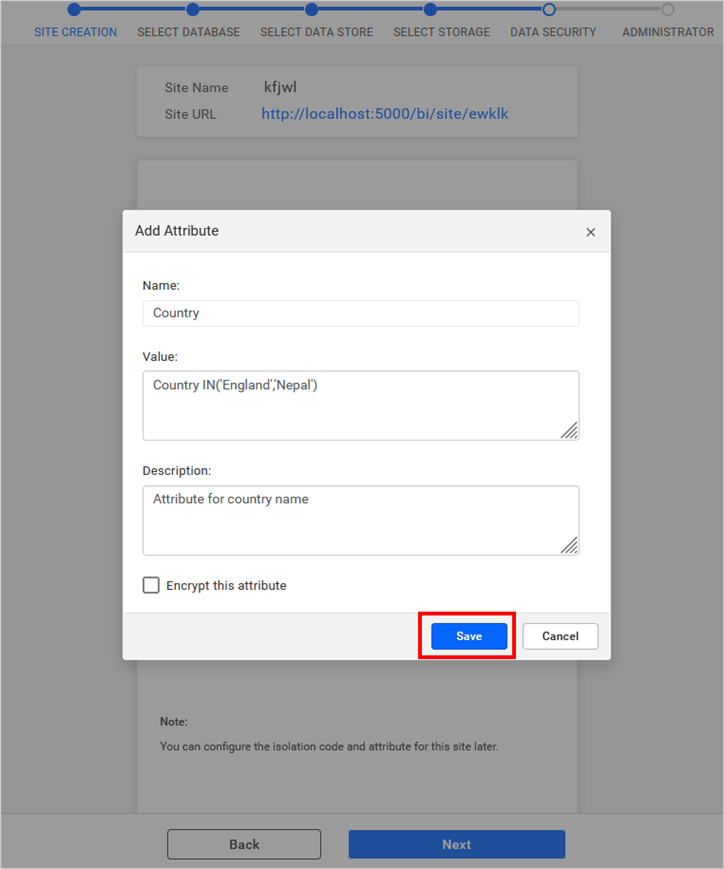 SITE CREATION SELECT DATABASE SELECT DATA STORE SELECT STORAGE DATA SECURITY ADMINISTRATOR
Site Name kfjwl
Site URL http://localhost:5000/bi/site/ewklk
Add Attribute ×
Name:
Country
Value:
Country IN('England','Nepal')
Description:
Attribute for country name
Encrypt this attribute
Save Cancel
Note:
You can configure the isolation code and attribute for this site later.
Back Next